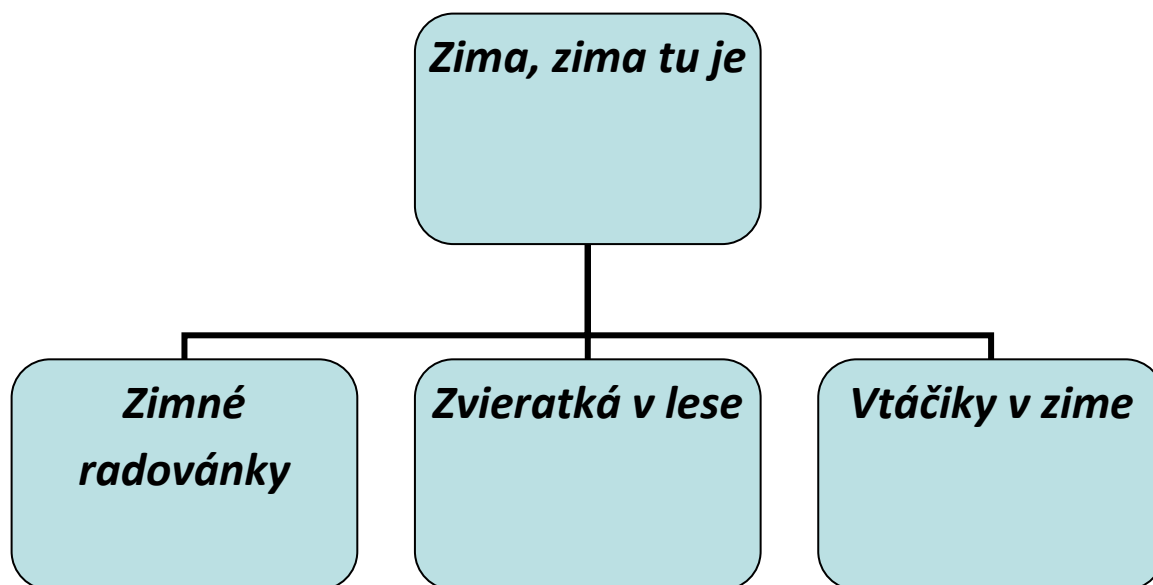 Zima, zima tu je
Zimné
radovánky
Zvieratká v lese
Vtáčiky v zime